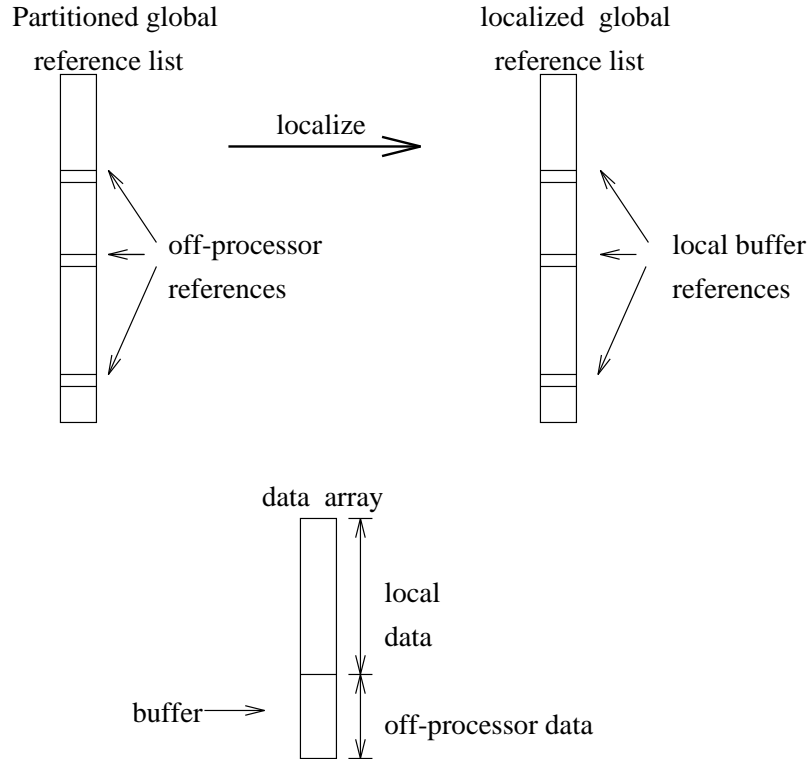 Partitioned global
reference list
localized global
reference list
localize
off-processor
references
local buffer
references
data array
local
data
buffer
off-processor data